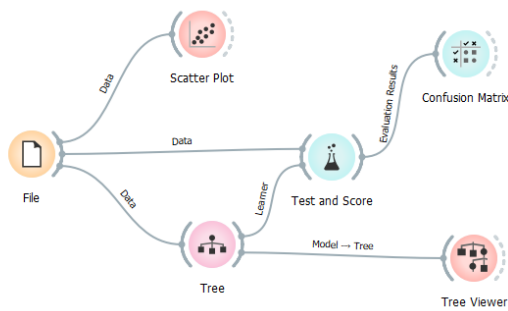 Scatter Plot
Data
Evaluation Results
Confusion Matrix
Data
File
Data
Learner
Test and Score
Model → Tree
Tree
Tree Viewer